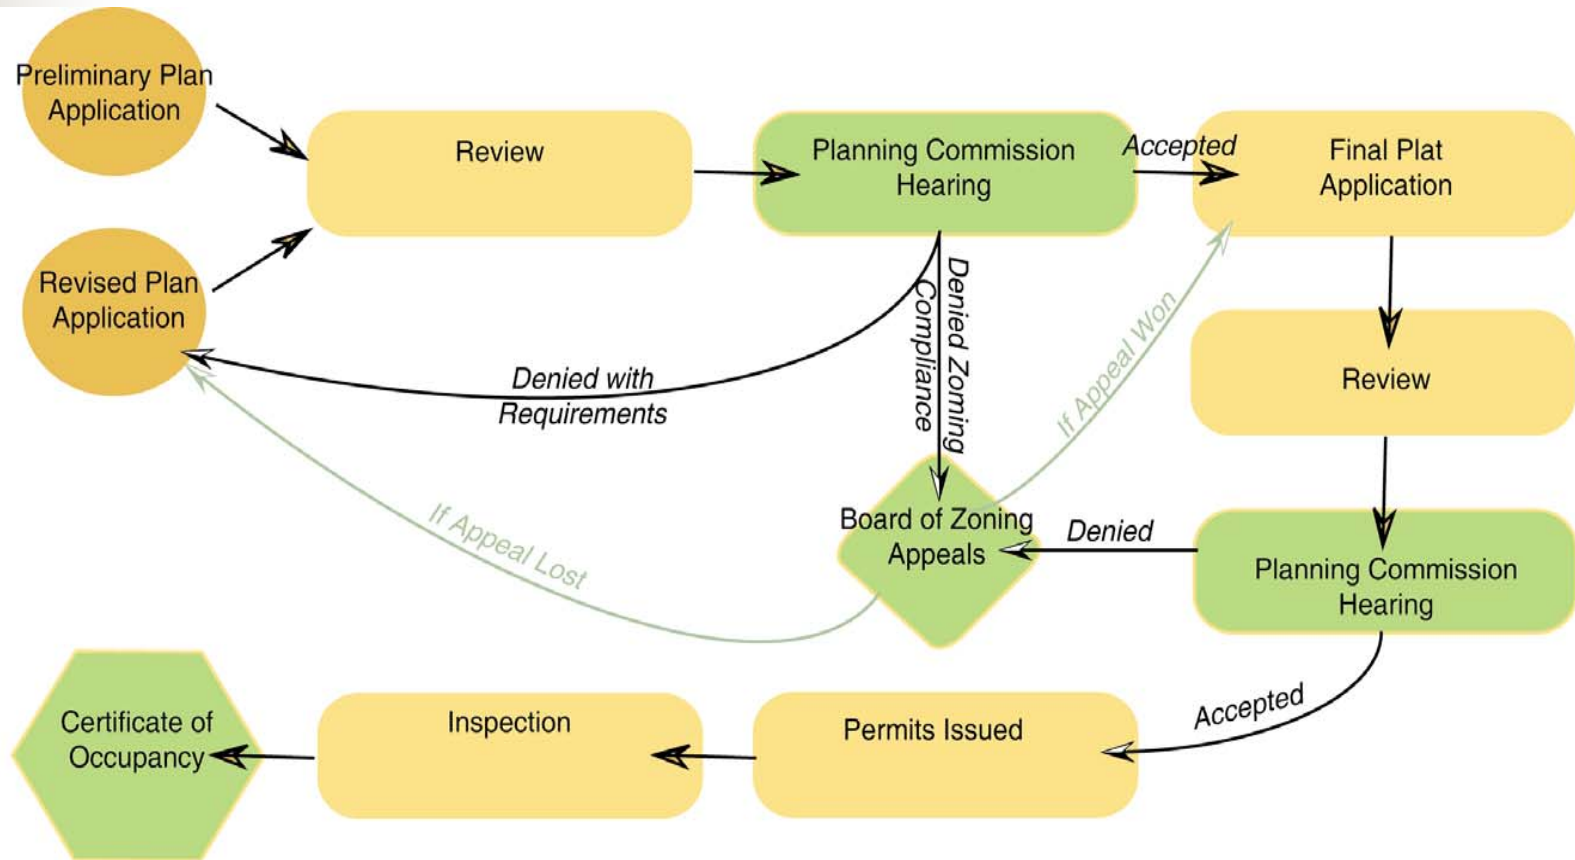 Preliminary Plan
Application
Review
Planning Commission
Hearing
Accepted
Final Plat
Application
Revised Plan
Application
Denied with
Requirements
Denied Zoming
Compliance
If Appeal Won
Review
If Appeal Lost
Board of Zoning
Appeals
Denied
Planning Commission
Hearing
Accepted
Certificate of
Occupancy
Inspection
Permits Issued